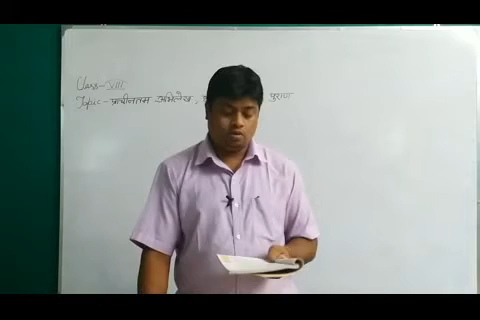 Class - VIII
Topic - प्राचीनतम अभिलेख, पुराण